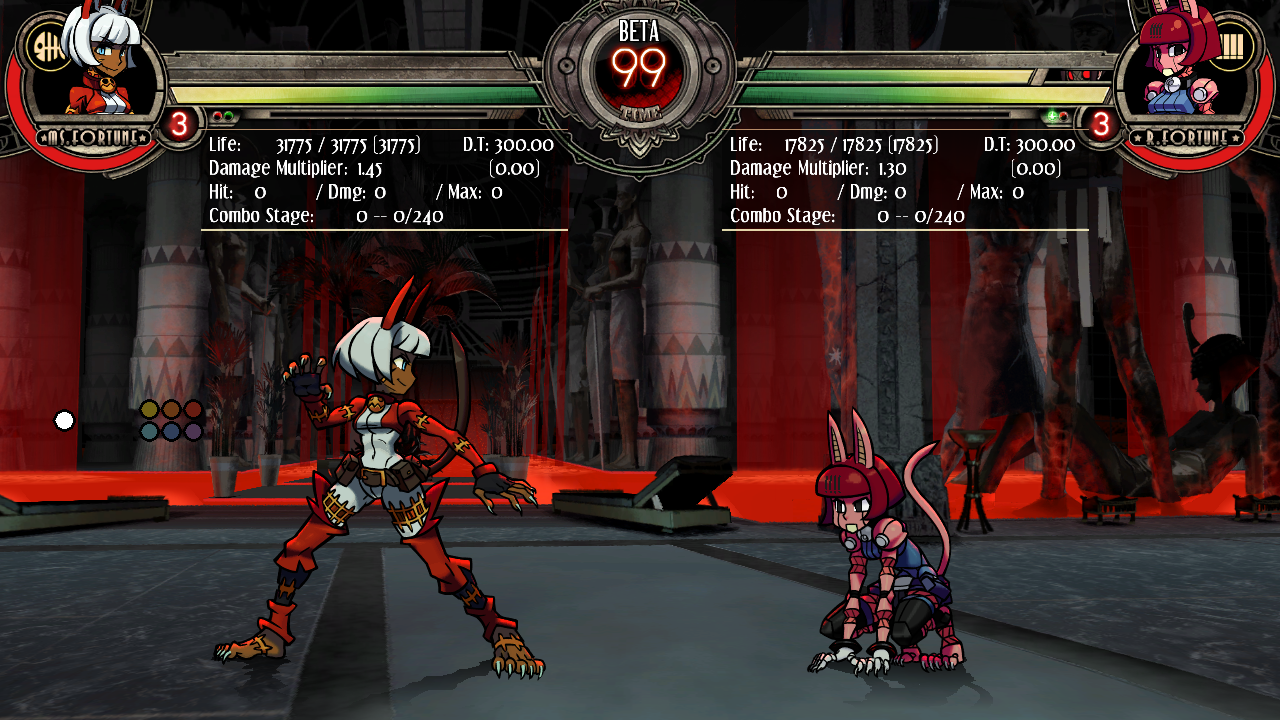 BETA
99
TIME
MS.FORTUNE
3
3
R.FORTUNE
Life: 31775 / 31775 (31775) D.T: 300.00
Damage Multiplier: 1.45 (0.00)
Hit: 0 / Dmg: 0 / Max: 0
Combo Stage: 0 -- 0/240
Life: 17825 / 17825 (17825) D.T: 300.00
Damage Multiplier: 1.30 (0.00)
Hit: 0 / Dmg: 0 / Max: 0
Combo Stage: 0 -- 0/240